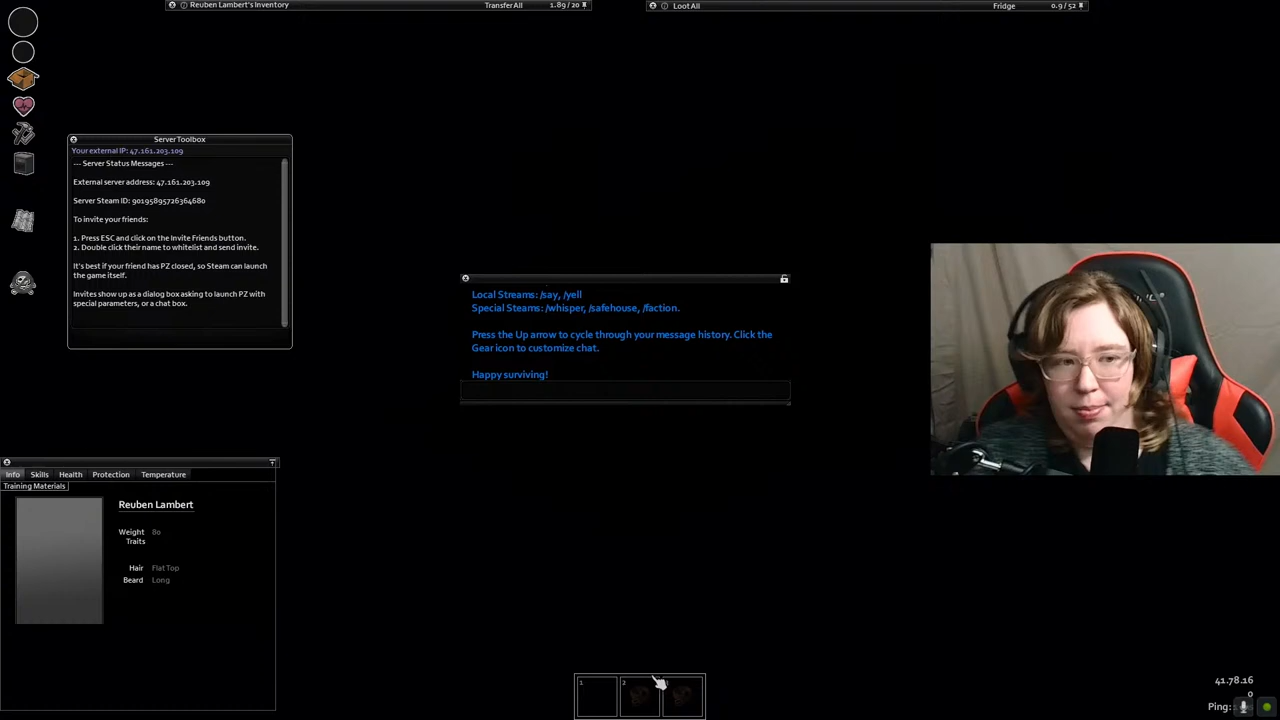 Reuben Lambert's Inventory Transfer All 1.89 / 20
Loot All Fridge 0.9 / 52
Server Toolbox
Your external IP: 47.161.203.109
--- Server Status Messages ---
External server address: 47.161.203.109
Server Steam ID: 90195895726364680
To invite your friends:
1. Press ESC and click on the Invite Friends button.
2. Double click their name to whitelist and send invite.
It's best if your friend has PZ closed, so Steam can launch
the game itself.
Invites show up as a dialog box asking to launch PZ with
special parameters, or a chat box.
Local Streams: /say, /yell
Special Steams: /whisper, /safehouse, /faction.
Press the Up arrow to cycle through your message history. Click the
Gear icon to customize chat.
Happy surviving!
Info Skills Health Protection Temperature
Training Materials
Reuben Lambert
Weight 80
Traits
Hair Flat Top
Beard Long
1 2
41.78.16
0
Ping: